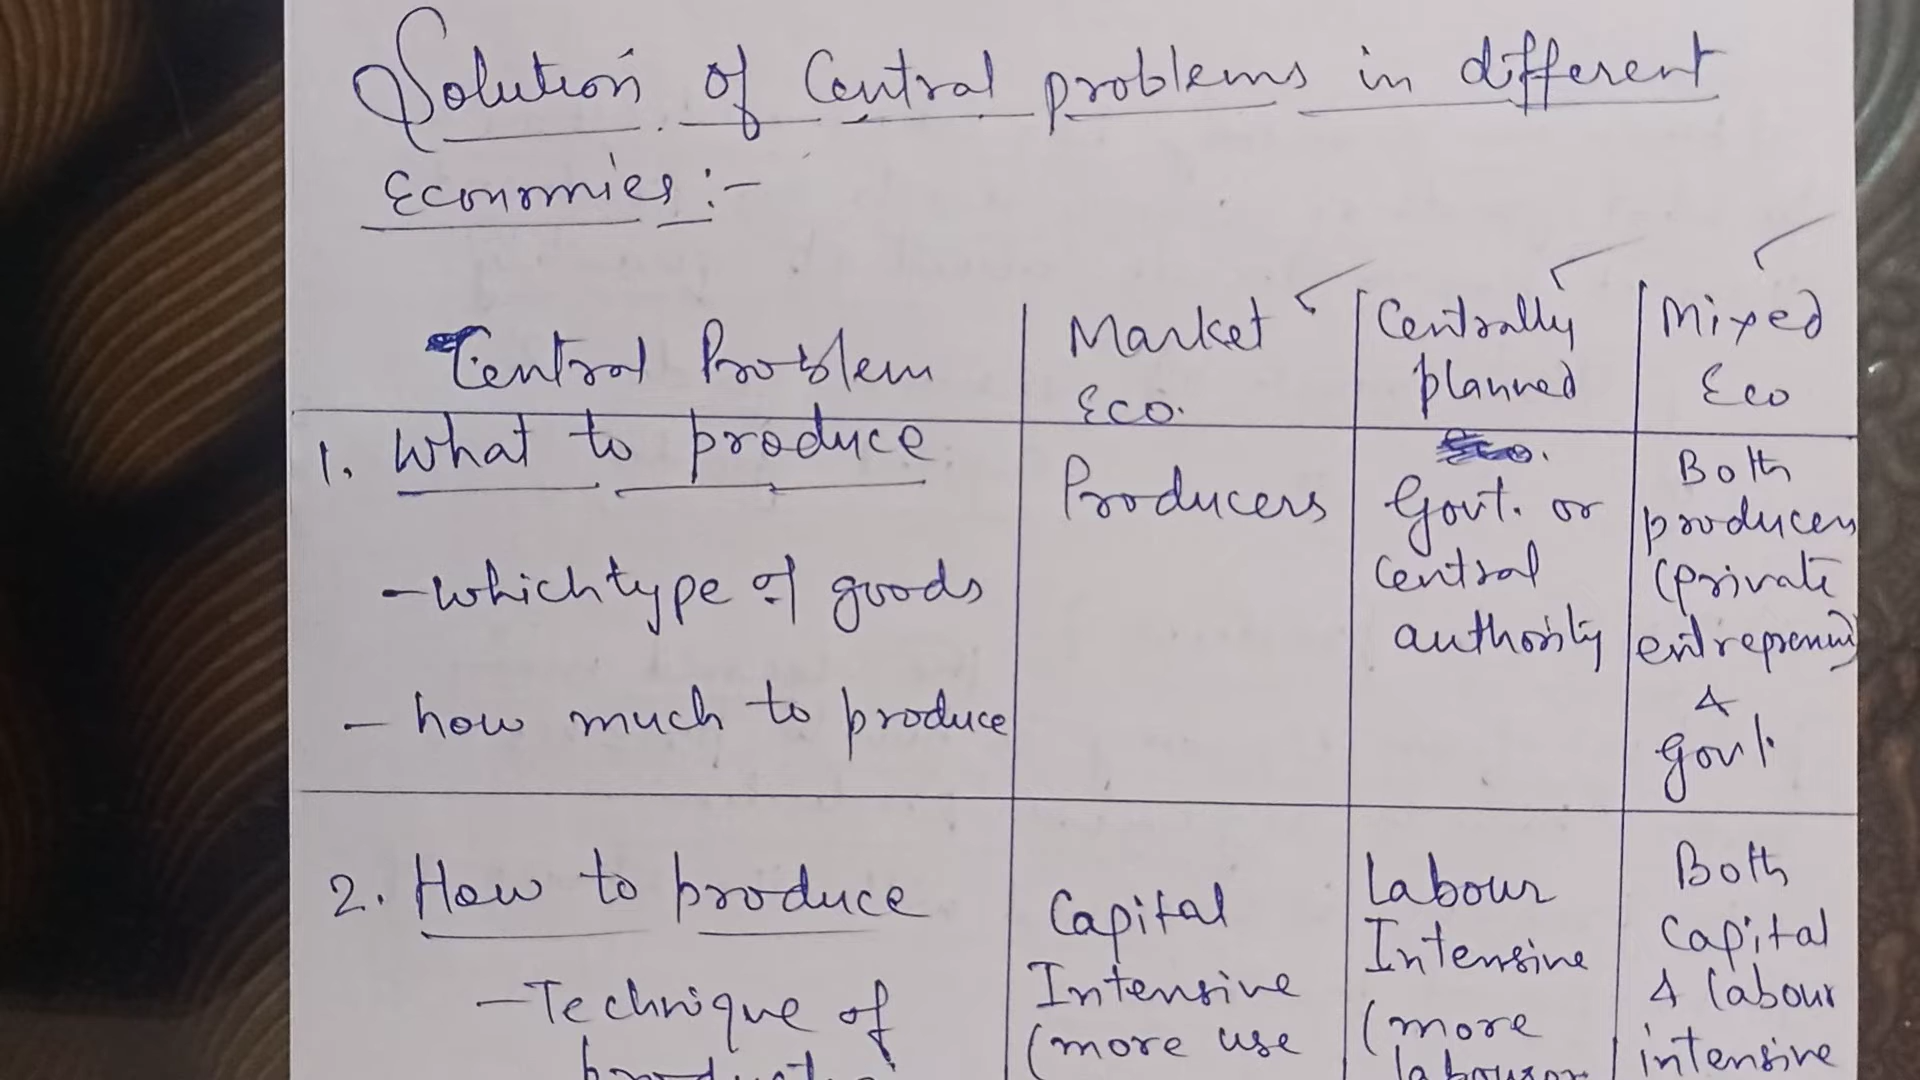 Solution of Central problems in different
Economies:-
Central Problem
Market
Eco.
Centrally
planned
Mixed
Eco
1. What to produce
- which type of goods
- how much to produce
Producers
Govt. or
Central
authority
Both
producers
(private
&
Govt.
2. How to produce
- Technique of
Capital
Intensive
(more use
Labour
Intensive
(more
Both
Capital
& labour
intensive